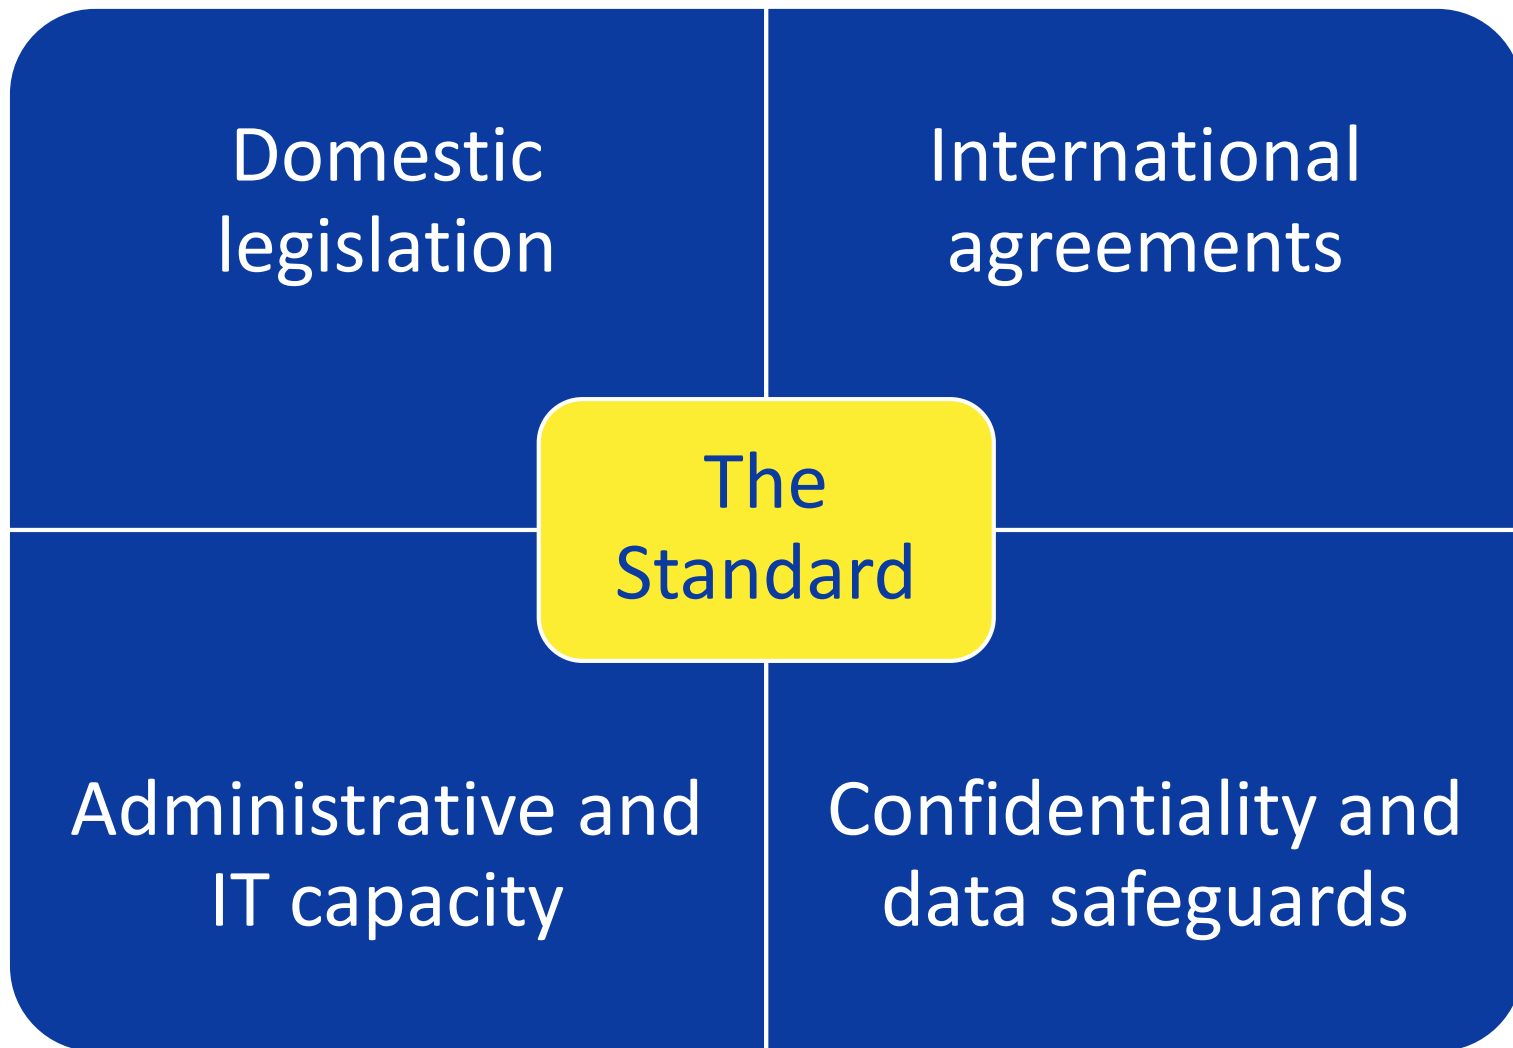 Domestic
legislation
International
agreements
The
Standard
Administrative and
IT capacity
Confidentiality and
data safeguards